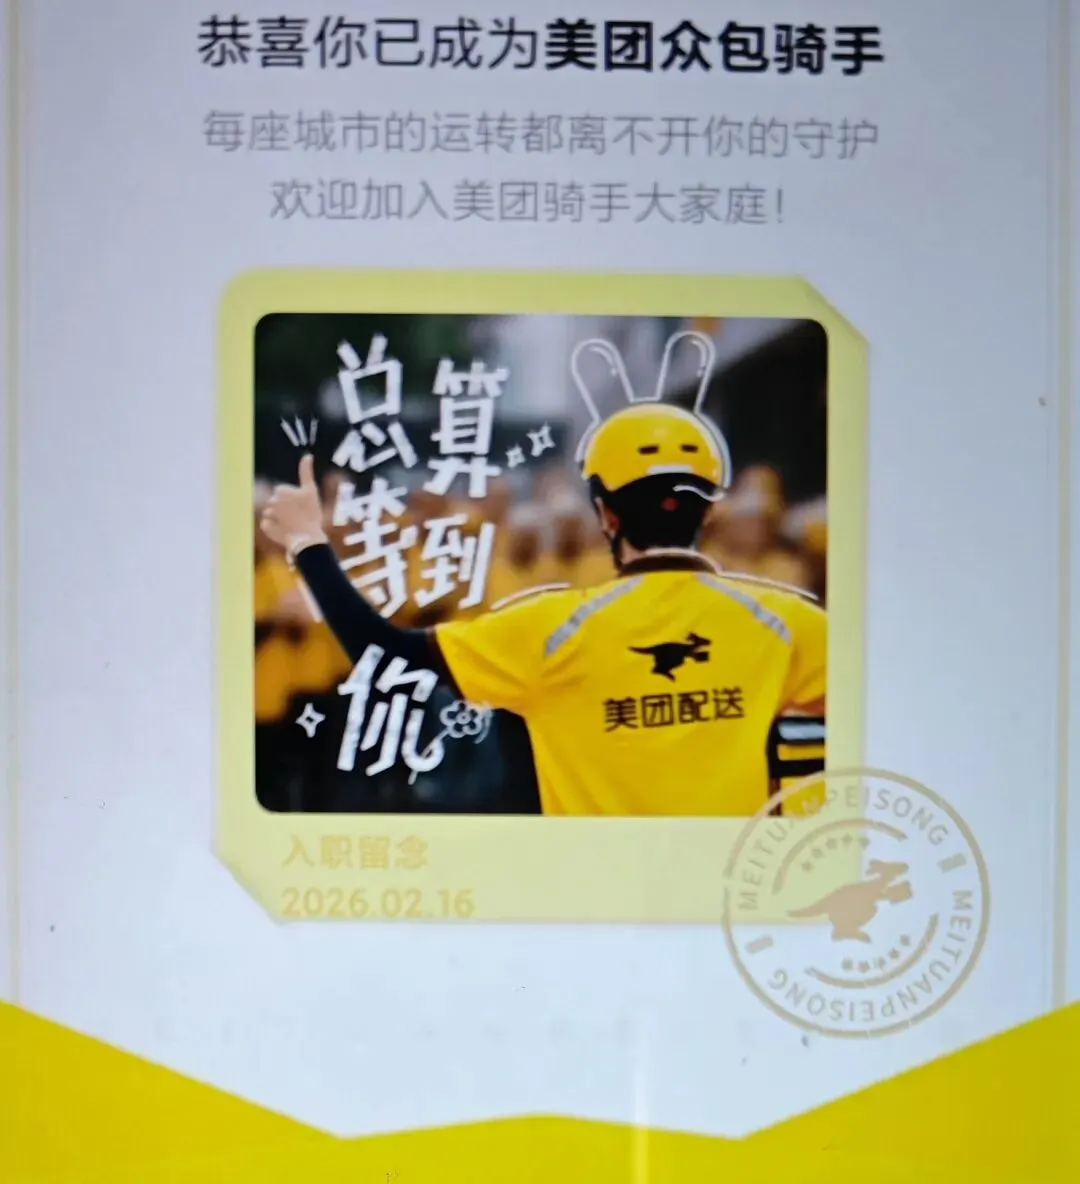 恭喜你已成为美团众包骑手
每座城市的运转都离不开你的守护
欢迎加入美团骑手大家庭！
总算
等到
你
美团配送
入职留念
2026.02.16
MEITUANPEISONG
MEITUANPEISONG